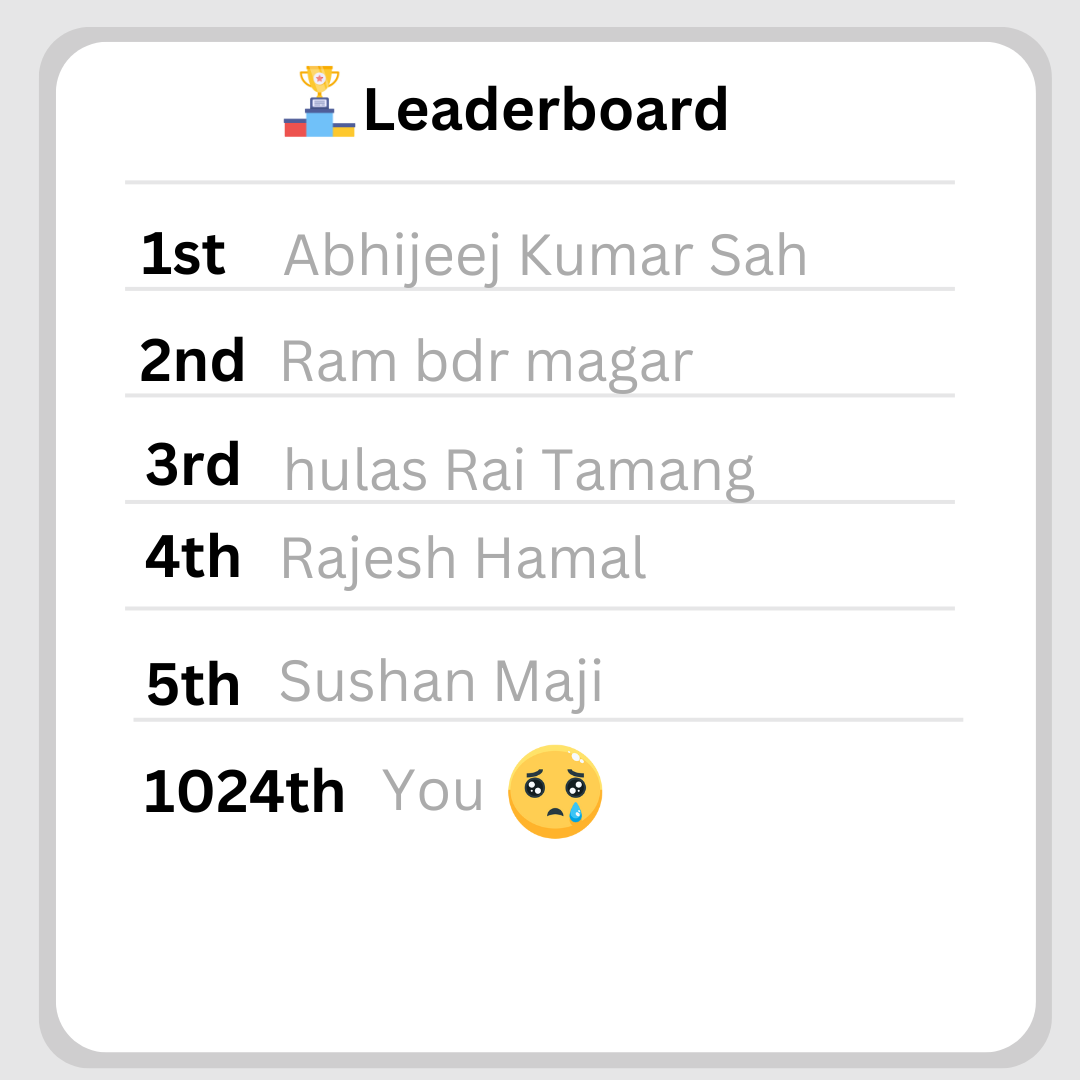 Leaderboard
1st Abhijeej Kumar Sah
2nd Ram bdr magar
3rd hulas Rai Tamang
4th Rajesh Hamal
5th Sushan Maji
1024th You